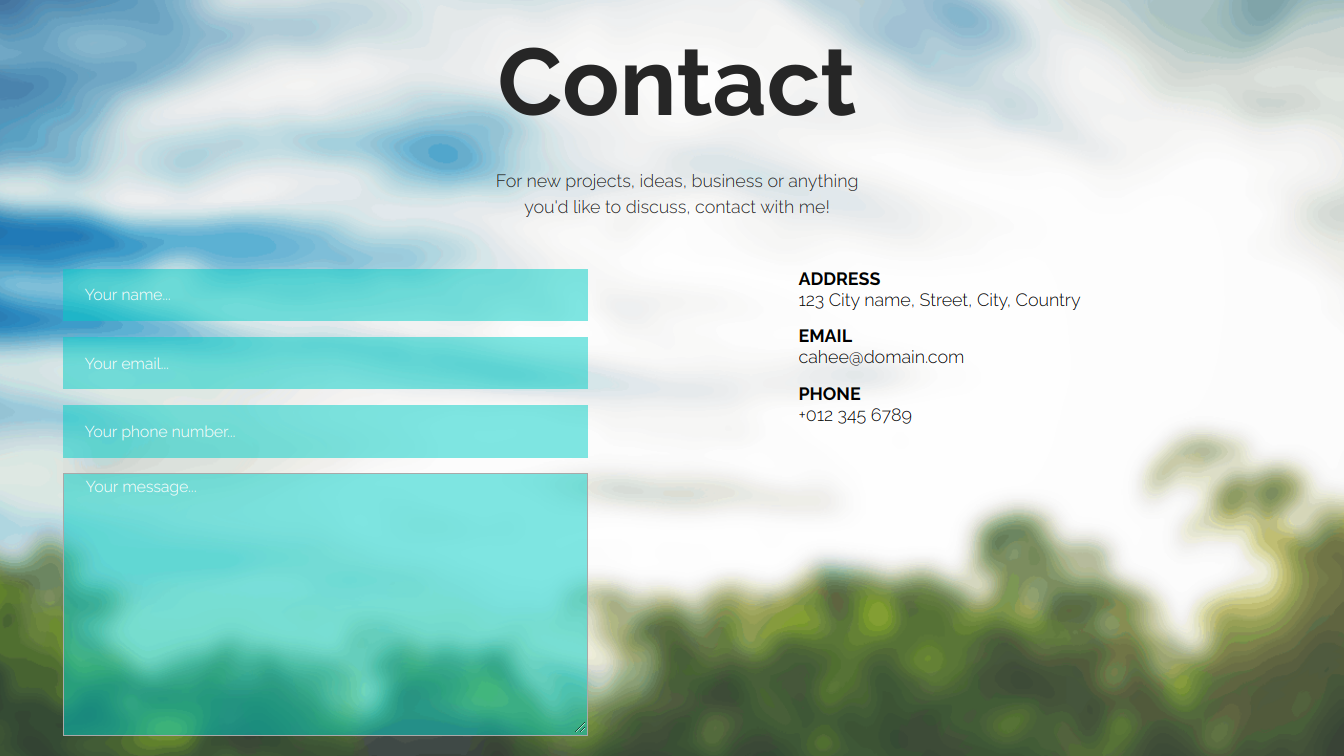 Contact
For new projects, ideas, business or anything
you'd like to discuss, contact with me!
Your name...
Your email...
Your phone number...
Your message...
ADDRESS
123 City name, Street, City, Country
EMAIL
cahee@domain.com
PHONE
+012 345 6789